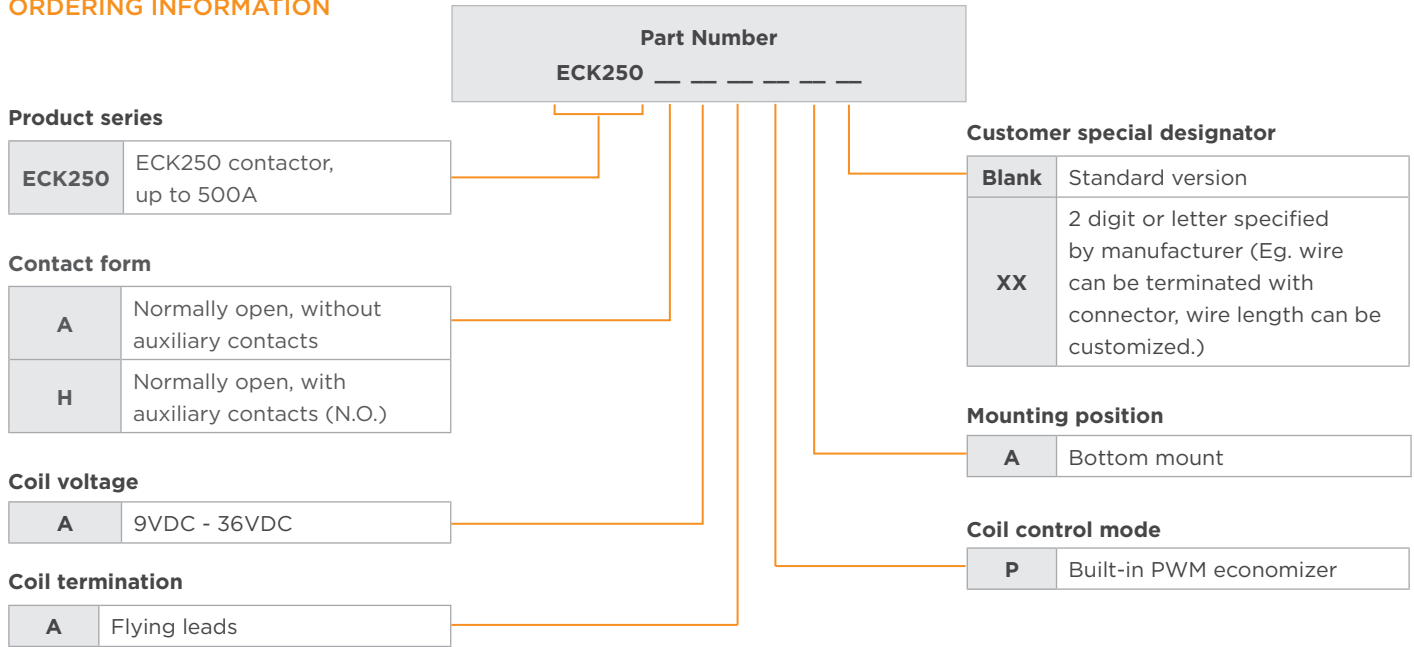 ORDERING INFORMATION
Part Number
ECK250 __ __ __ __ __ __
Product series
ECK250 ECK250 contactor,
up to 500A
Contact form
A Normally open, without
auxiliary contacts
H Normally open, with
auxiliary contacts (N.O.)
Coil voltage
A 9VDC - 36VDC
Coil termination
A Flying leads
Customer special designator
Blank Standard version
XX 2 digit or letter specified
by manufacturer (Eg. wire
can be terminated with
connector, wire length can be
customized.)
Mounting position
A Bottom mount
Coil control mode
P Built-in PWM economizer